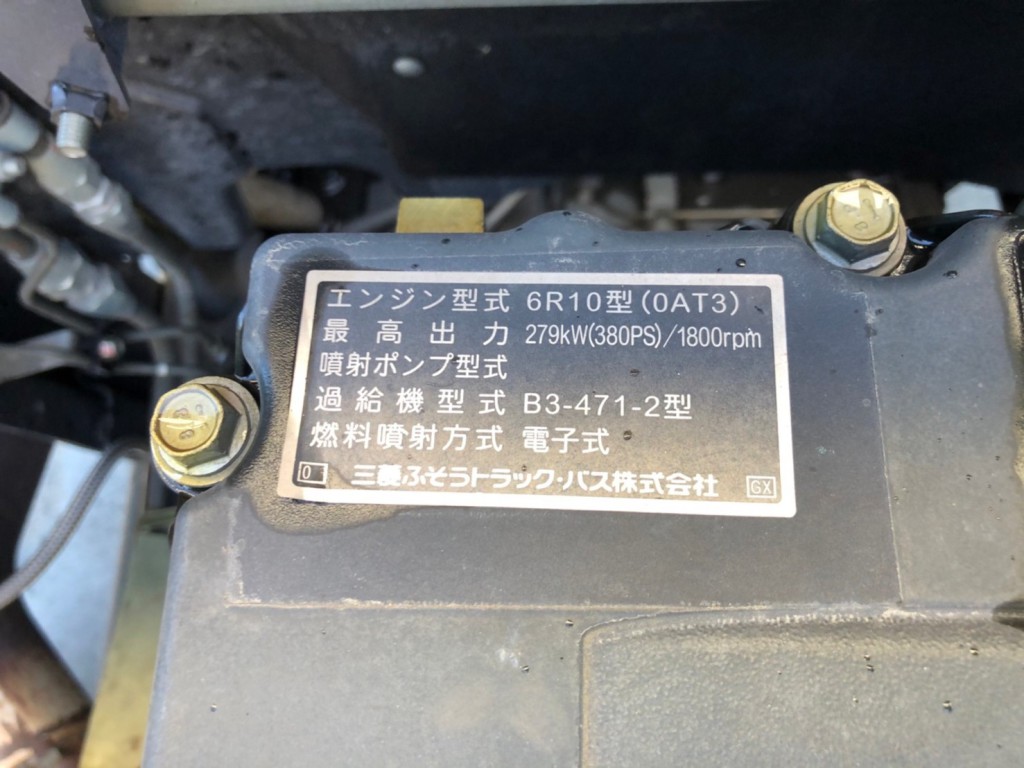 エンジン型式 6R10型(0AT3)
最高出力 279kW(380PS)/1800rpm
噴射ポンプ型式
過給機型式 B3-471-2型
燃料噴射方式 電子式
0 三菱ふそうトラック・バス株式会社 GX